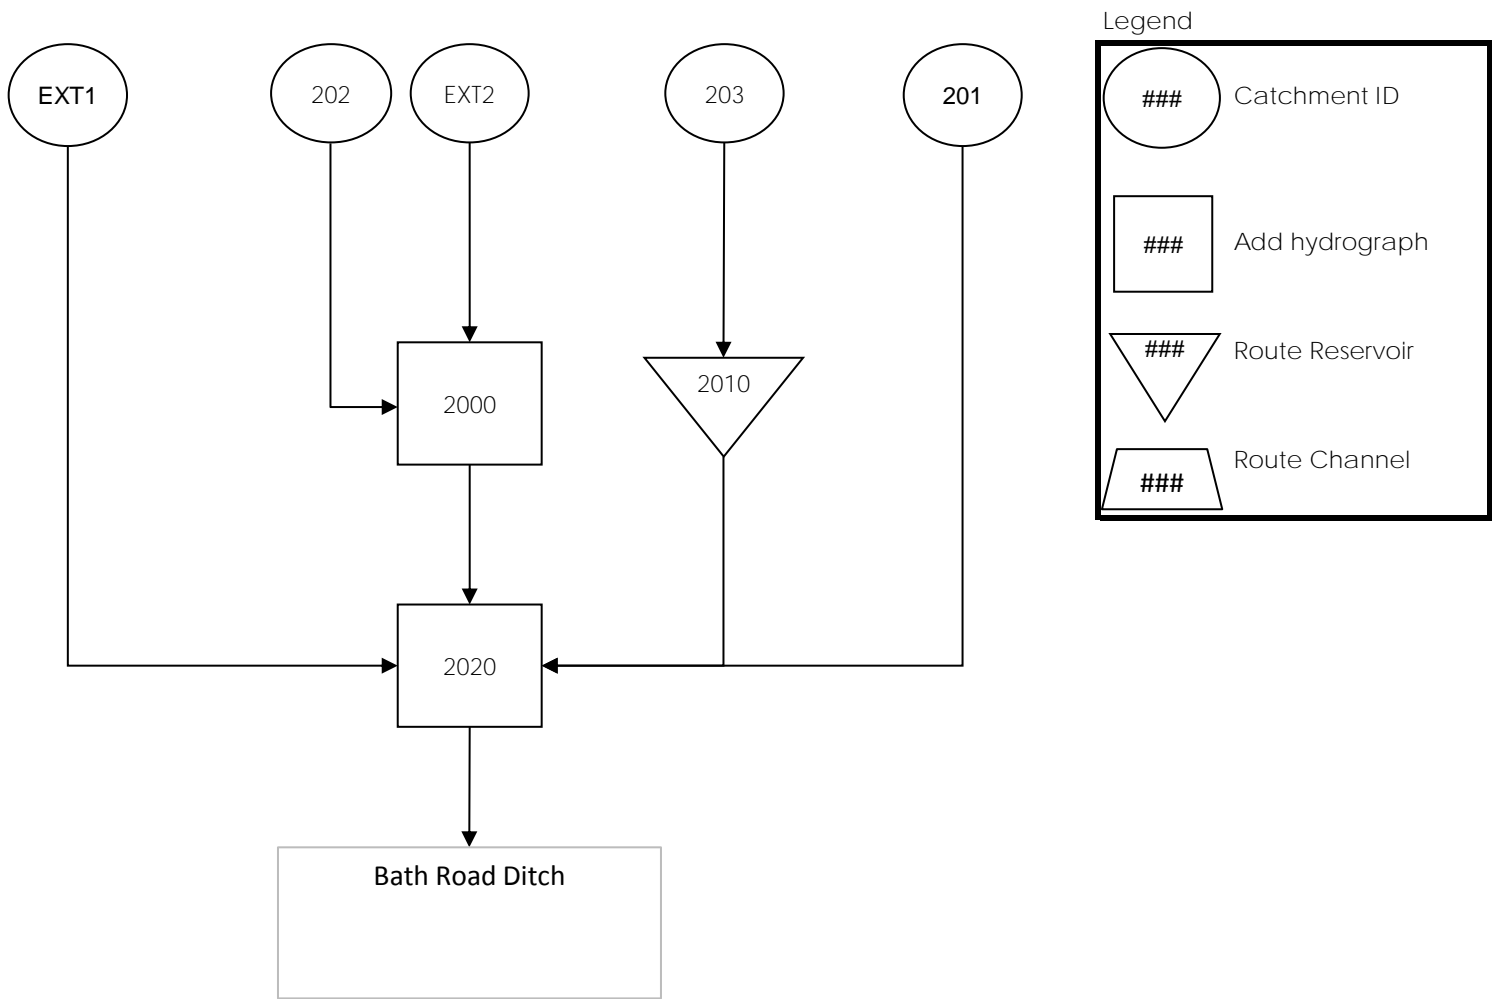 Legend
EXT1
202
EXT2
203
201
### Catchment ID
### Add hydrograph
### Route Reservoir
### Route Channel
2010
2000
2020
Bath Road Ditch